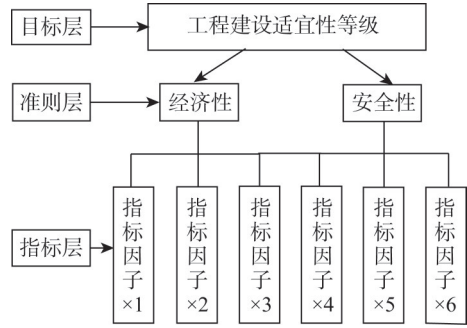 目标层
工程建设适宜性等级
准则层
经济性
安全性
指标层
指标因子×1
指标因子×2
指标因子×3
指标因子×4
指标因子×5
指标因子×6